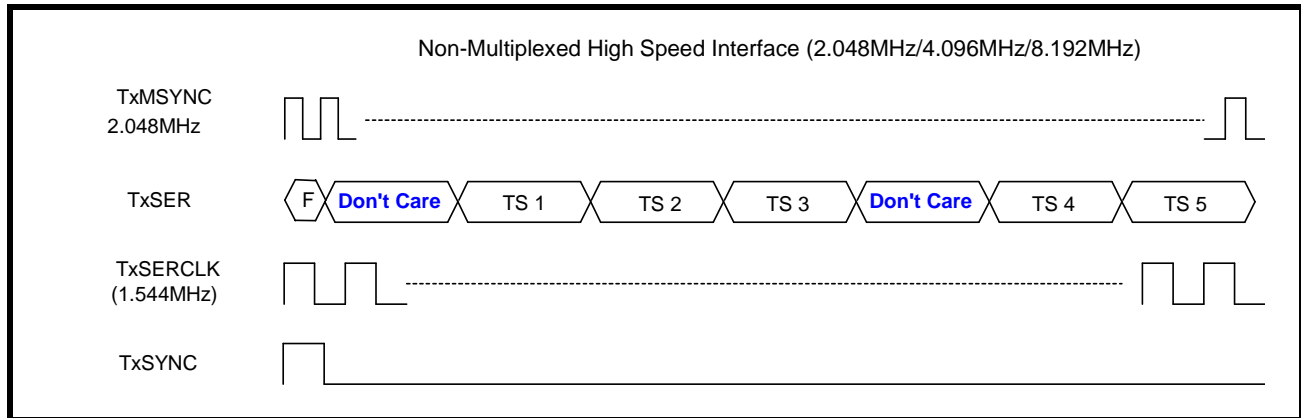 Non-Multiplexed High Speed Interface (2.048MHz/4.096MHz/8.192MHz)
TxMSYNC
2.048MHz
TxSER
F Don't Care TS 1 TS 2 TS 3 Don't Care TS 4 TS 5
TxSERCLK
(1.544MHz)
TxSYNC